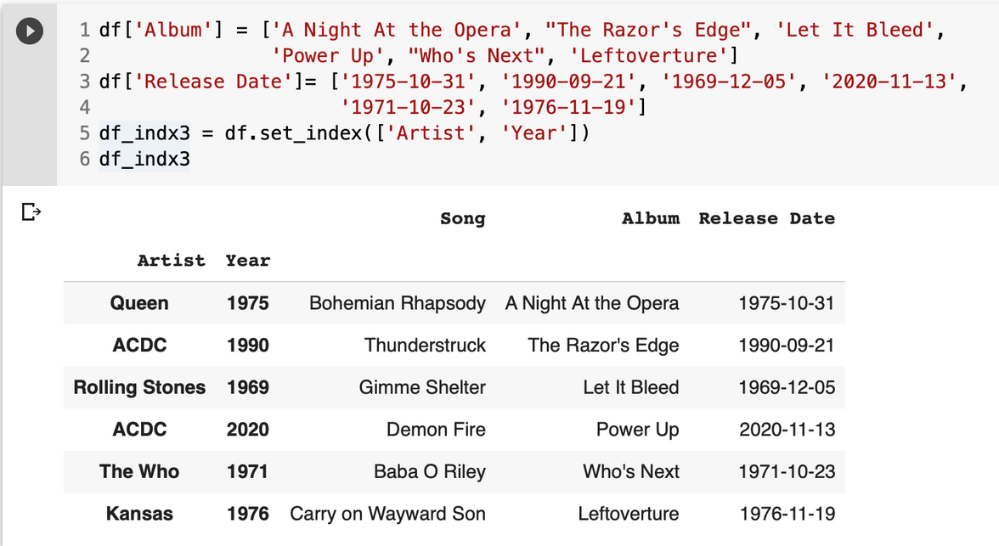 1 df['Album'] = ['A Night At the Opera', "The Razor's Edge", 'Let It Bleed',
2 'Power Up', "Who's Next", 'Leftoverture']
3 df['Release Date']= ['1975-10-31', '1990-09-21', '1969-12-05', '2020-11-13',
4 '1971-10-23', '1976-11-19']
5 df_indx3 = df.set_index(['Artist', 'Year'])
6 df_indx3
Song Album Release Date
Artist Year
Queen 1975 Bohemian Rhapsody A Night At the Opera 1975-10-31
ACDC 1990 Thunderstruck The Razor's Edge 1990-09-21
Rolling Stones 1969 Gimme Shelter Let It Bleed 1969-12-05
ACDC 2020 Demon Fire Power Up 2020-11-13
The Who 1971 Baba O Riley Who's Next 1971-10-23
Kansas 1976 Carry on Wayward Son Leftoverture 1976-11-19